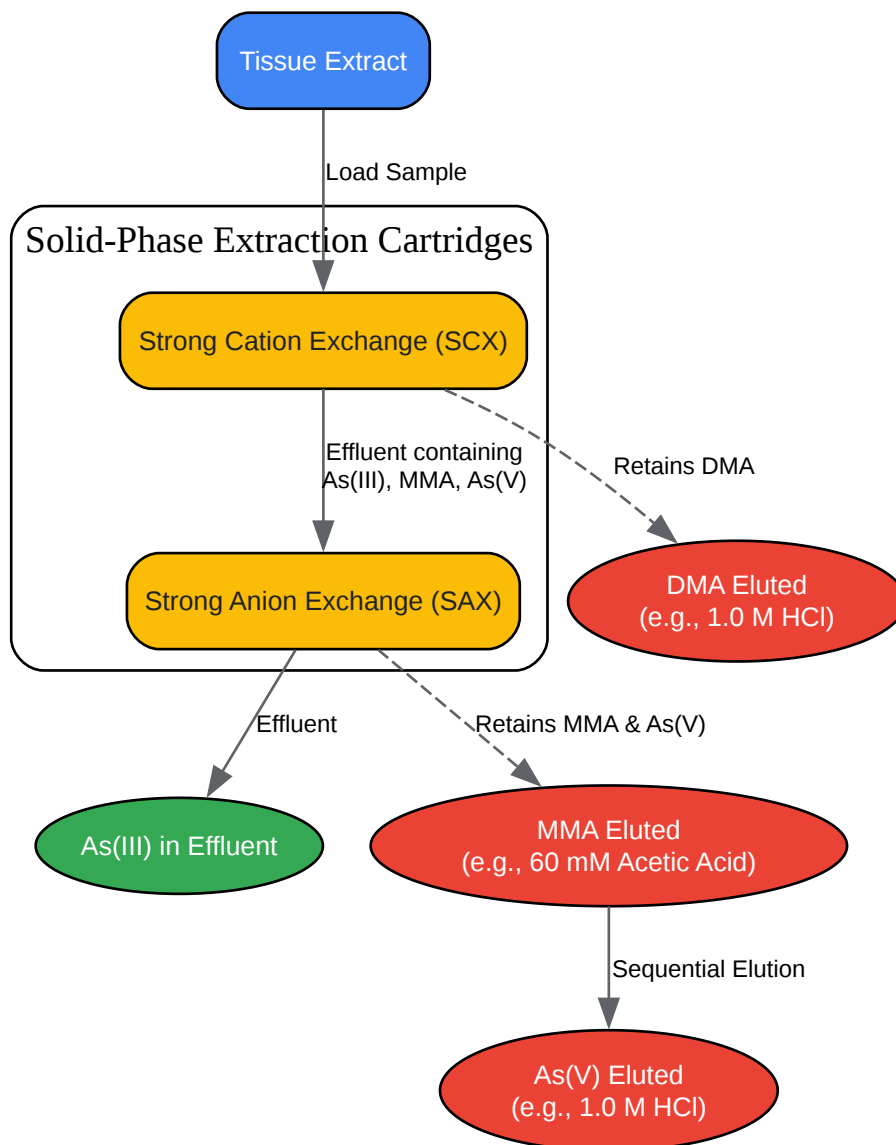 Tissue Extract
Load Sample
Solid-Phase Extraction Cartridges
Strong Cation Exchange (SCX)
Effluent containing
As(III), MMA, As(V)
Retains DMA
Strong Anion Exchange (SAX)
DMA Eluted
(e.g., 1.0 M HCl)
Effluent
Retains MMA & As(V)
As(III) in Effluent
MMA Eluted
(e.g., 60 mM Acetic Acid)
Sequential Elution
As(V) Eluted
(e.g., 1.0 M HCl)